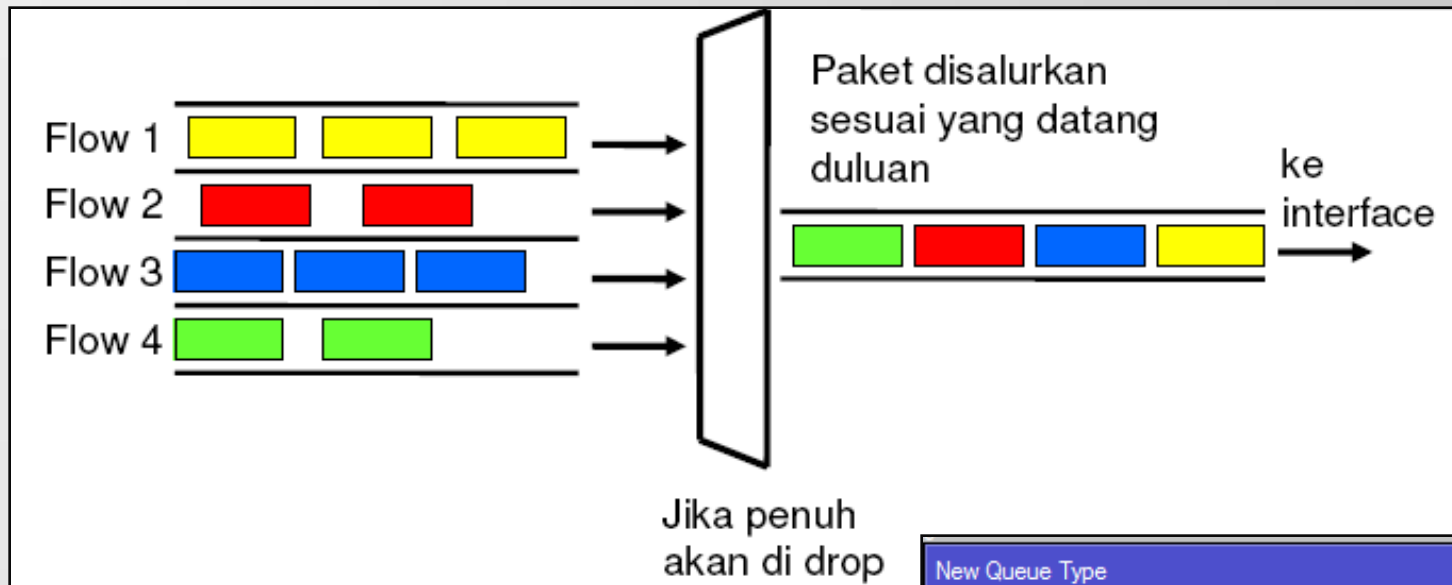 Flow 1
Flow 2
Flow 3
Flow 4
Paket disalurkan
sesuai yang datang
duluan
ke
interface
Jika penuh
akan di drop
New Queue Type